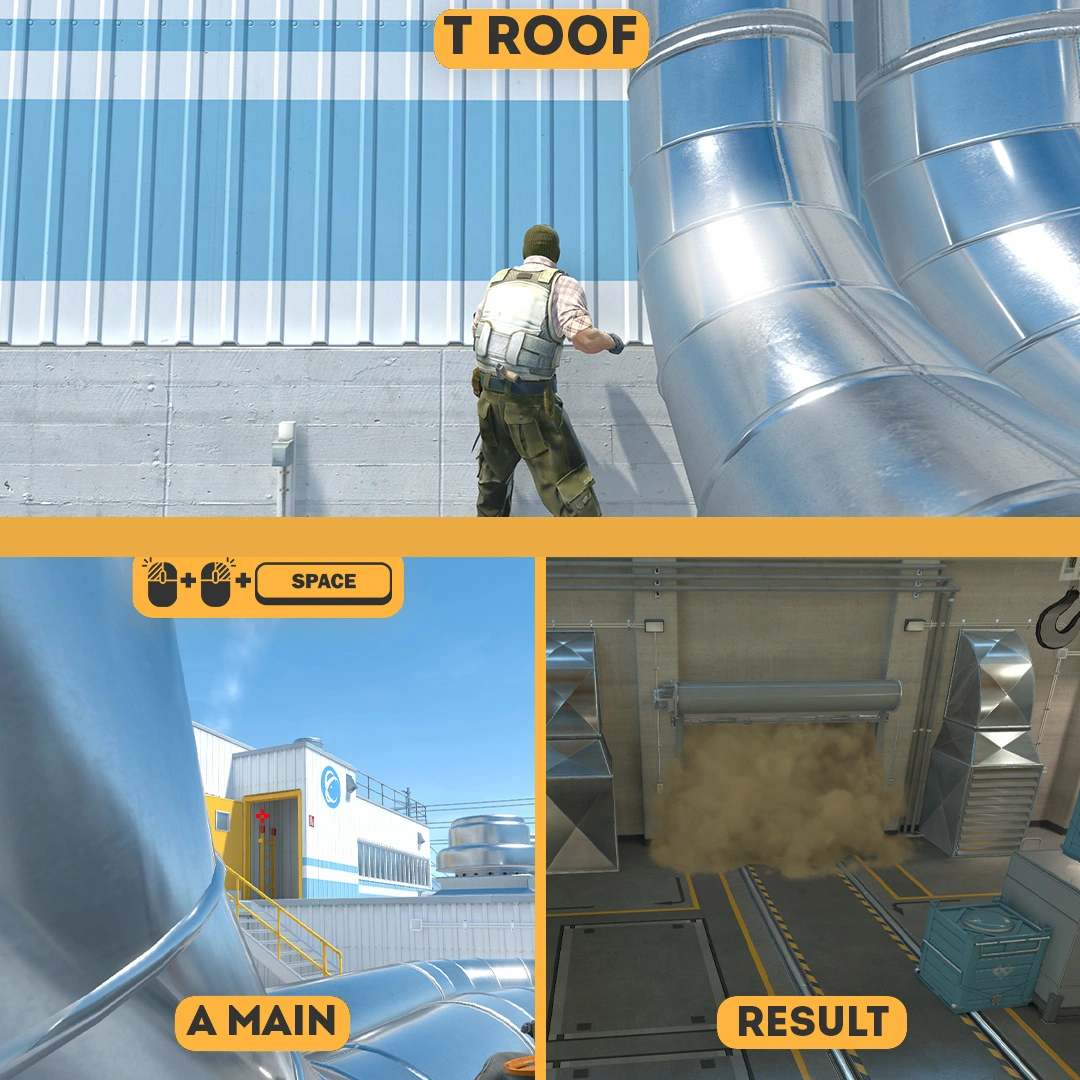 T ROOF
+ + SPACE
A MAIN
RESULT